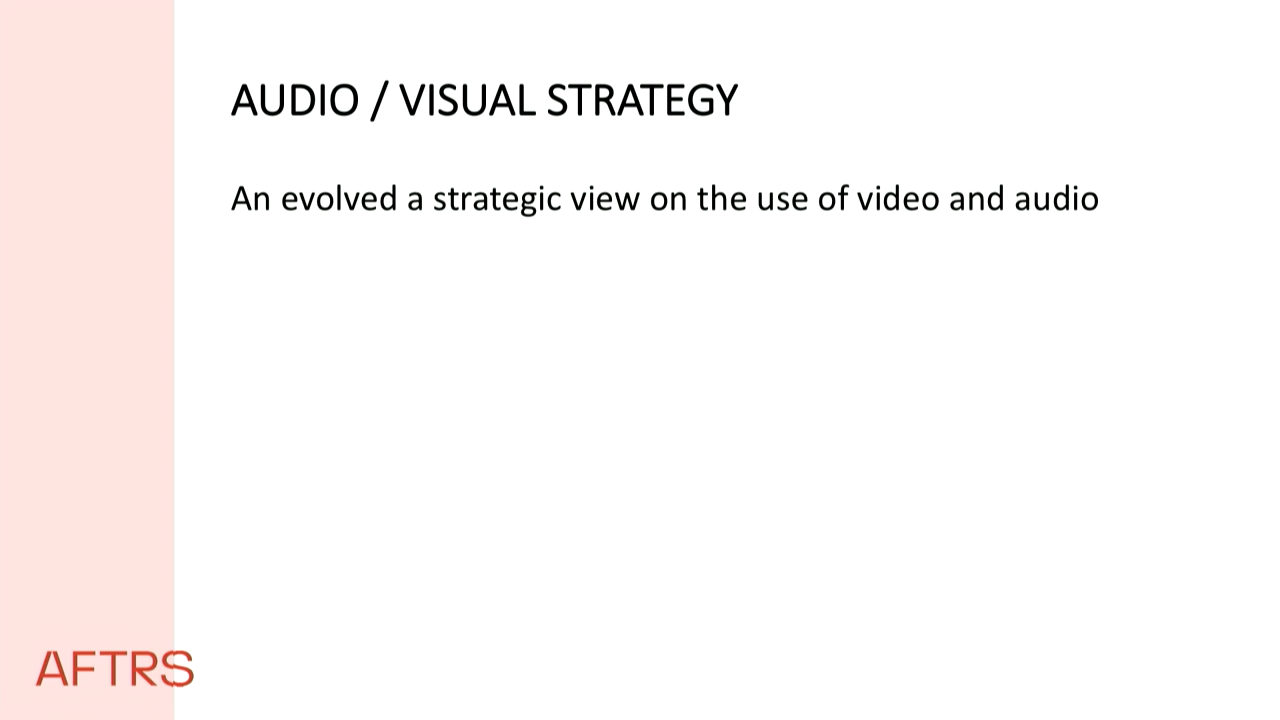 AUDIO / VISUAL STRATEGY
An evolved a strategic view on the use of video and audio
AFTRS